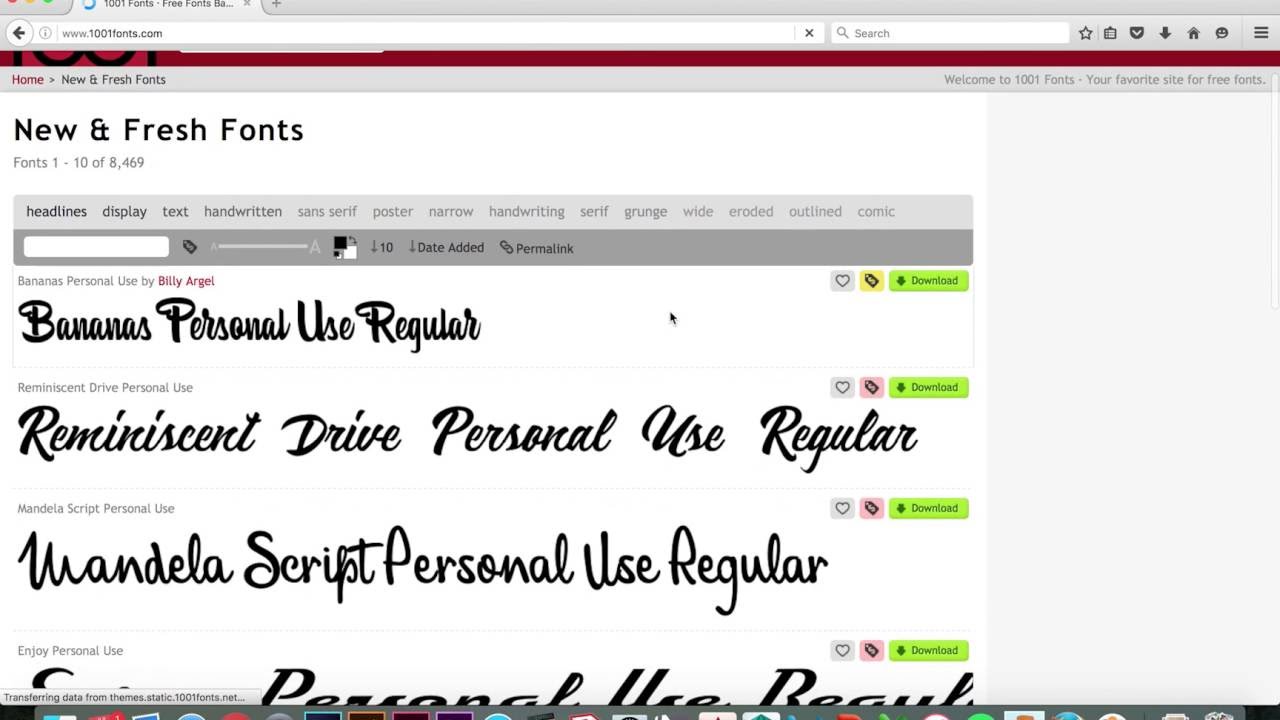 1001 Fonts - Free Fonts Ba...
www.1001fonts.com
Search
1001
Home > New & Fresh Fonts
Welcome to 1001 Fonts - Your favorite site for free fonts.
New & Fresh Fonts
Fonts 1 - 10 of 8,469
headlines display text handwritten sans serif poster narrow handwriting serif grunge wide eroded outlined comic
A A 10 Date Added Permalink
Bananas Personal Use by Billy Argel
Download
Bananas Personal Use Regular
Reminiscent Drive Personal Use
Download
Reminiscent Drive Personal Use Regular
Mandela Script Personal Use
Download
Mandela Script Personal Use Regular
Enjoy Personal Use
Download
Enjoy Personal Use Regul
Transferring data from themes.static.1001fonts.net...
1